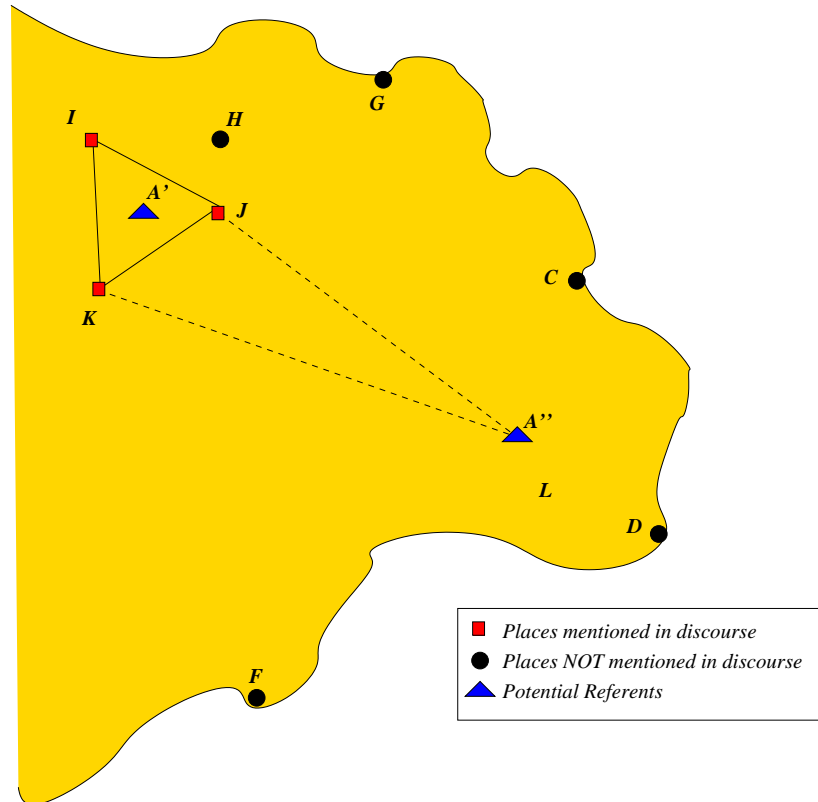 G
I
H
A'
J
C
K
A''
L
D
Places mentioned in discourse
Places NOT mentioned in discourse
F
Potential Referents